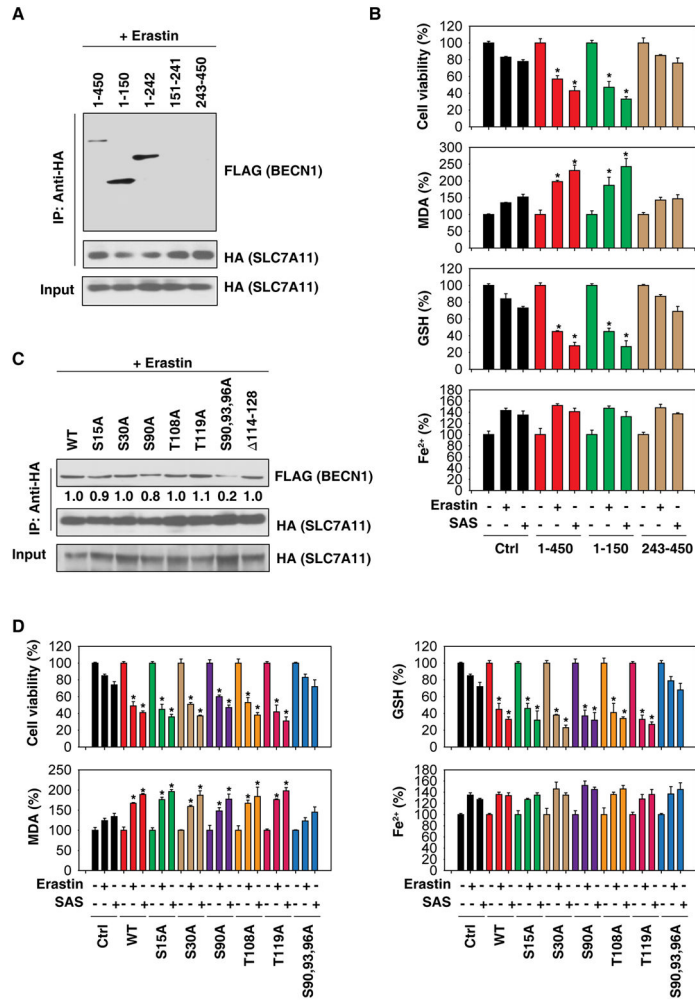 A
+ Erastin
1-450
1-150
1-242
151-241
243-450
IP: Anti-HA
FLAG (BECN1)
HA (SLC7A11)
Input
HA (SLC7A11)
B
Cell viability (%)
120
100
80
60
40
20
0
* * * *
MDA (%)
300
250
200
150
100
50
0
* * * *
GSH (%)
120
100
80
60
40
20
0
* * * *
Fe²⁺ (%)
180
160
140
120
100
80
60
40
20
0
Erastin - + - - + - - + - - + -
SAS - - + - - + - - + - - +
Ctrl 1-450 1-150 243-450
C
+ Erastin
WT
S15A
S30A
S90A
T108A
T119A
S90,93,96A
Δ114-128
IP: Anti-HA
FLAG (BECN1)
1.0 0.9 1.0 0.8 1.0 1.1 0.2 1.0
HA (SLC7A11)
Input
HA (SLC7A11)
D
Cell viability (%)
120
100
80
60
40
20
0
* * * * * * * * * * * *
MDA (%)
250
200
150
100
50
0
* * * * * * * * * * * *
Erastin - + - - + - - + - - + - - + - - + - - + - - + -
SAS - - + - - + - - + - - + - - + - - + - - + - - +
Ctrl
WT
S15A
S30A
S90A
T108A
T119A
S90,93,96A
GSH (%)
120
100
80
60
40
20
0
* * * * * * * * * * * *
Fe²⁺ (%)
180
160
140
120
100
80
60
40
20
0
Erastin - + - - + - - + - - + - - + - - + - - + - - + -
SAS - - + - - + - - + - - + - - + - - + - - + - - +
Ctrl
WT
S15A
S30A
S90A
T108A
T119A
S90,93,96A